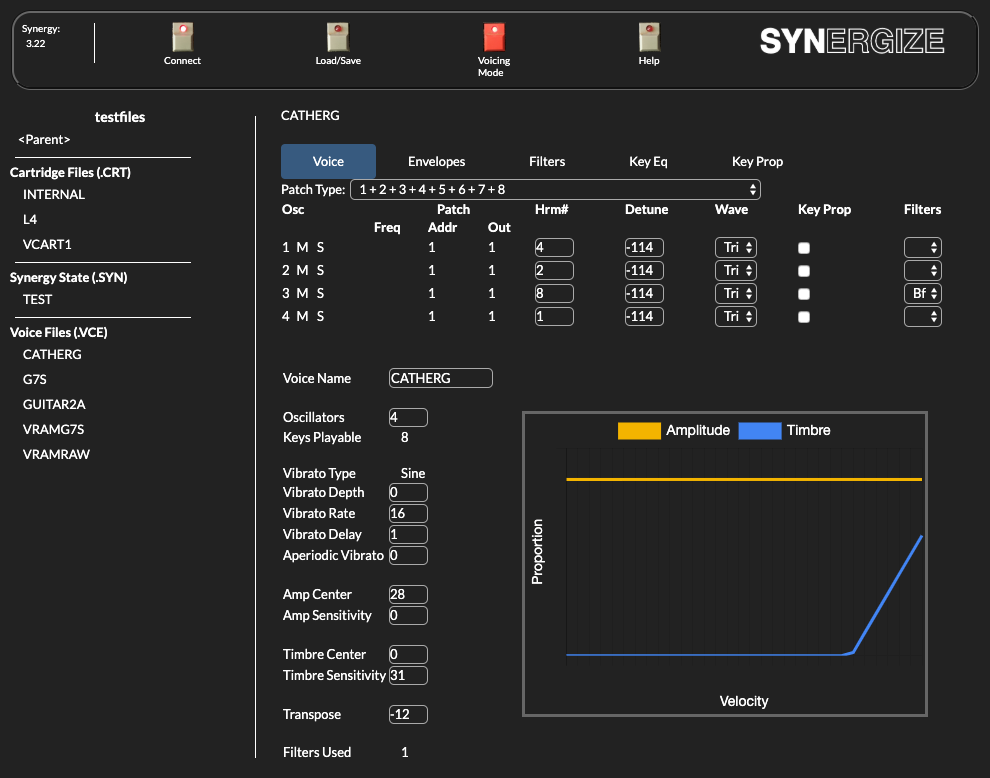 Synergy:
3.22
Connect
Load/Save
Voicing
Mode
Help
SYNERGIZE
testfiles
<Parent>
Cartridge Files (.CRT)
INTERNAL
L4
VCART1
Synergy State (.SYN)
TEST
Voice Files (.VCE)
CATHERG
G7S
GUITAR2A
VRAMG7S
VRAMRAW
CATHERG
Voice Envelopes Filters Key Eq Key Prop
Patch Type: 1 + 2 + 3 + 4 + 5 + 6 + 7 + 8
Osc Patch Hrm# Detune Wave Key Prop Filters
Freq Addr Out
1 M S 1 1 4 -114 Tri
2 M S 1 1 2 -114 Tri
3 M S 1 1 8 -114 Tri Bf
4 M S 1 1 1 -114 Tri
Voice Name CATHERG
Oscillators 4
Keys Playable 8
Vibrato Type Sine
Vibrato Depth 0
Vibrato Rate 16
Vibrato Delay 1
Aperiodic Vibrato 0
Amp Center 28
Amp Sensitivity 0
Timbre Center 0
Timbre Sensitivity 31
Transpose -12
Filters Used 1
Amplitude Timbre
Proportion
Velocity